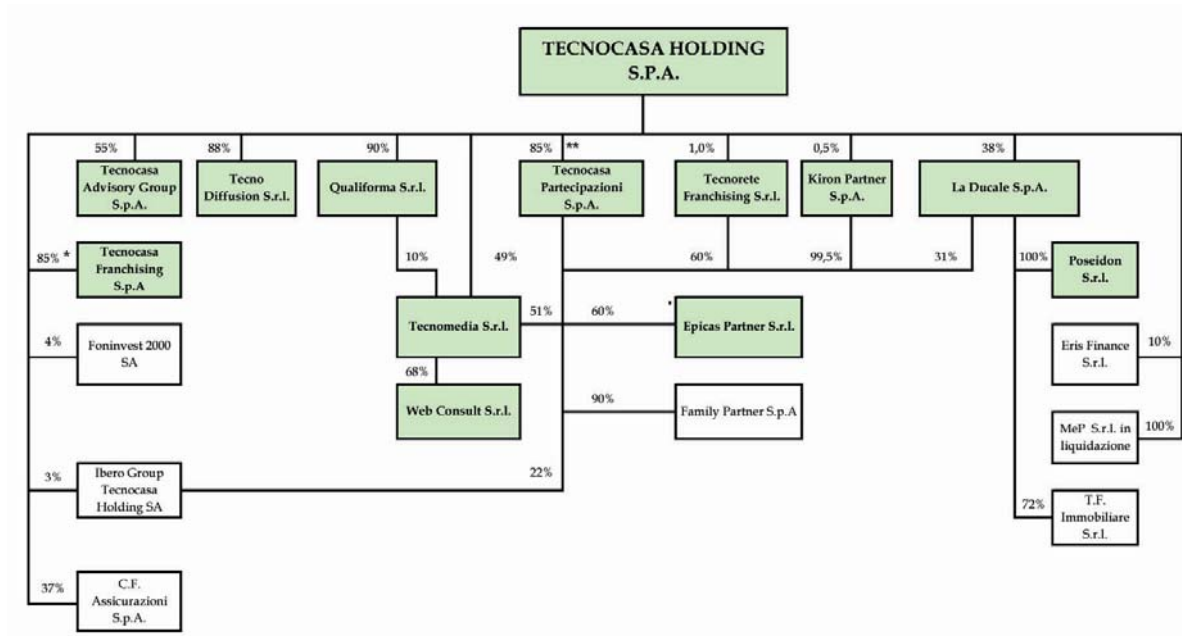 TECNOCASA HOLDING
S.P.A.
55%
88%
90%
85%
**
1,0%
0,5%
38%
Tecnocasa
Advisory Group
S.p.A.
Tecno
Diffusion S.r.l.
Qualiforma S.r.l.
Tecnocasa
Partecipazioni
S.p.A.
Tecnorete
Franchising S.r.l.
Kiron Partner
S.p.A.
La Ducale S.p.A.
85% *
Tecnocasa
Franchising
S.p.A
10%
49%
60%
99,5%
31%
100%
Poseidon
S.r.l.
4%
Foninvest 2000
SA
Tecnomedia S.r.l.
51%
60%
Epicas Partner S.r.l.
Eris Finance
S.r.l.
10%
68%
Web Consult S.r.l.
90%
Family Partner S.p.A
MeP S.r.l. in
liquidazione
100%
3%
Ibero Group
Tecnocasa
Holding SA
22%
72%
T.F.
Immobiliare
S.r.l.
37%
C.F.
Assicurazioni
S.p.A.